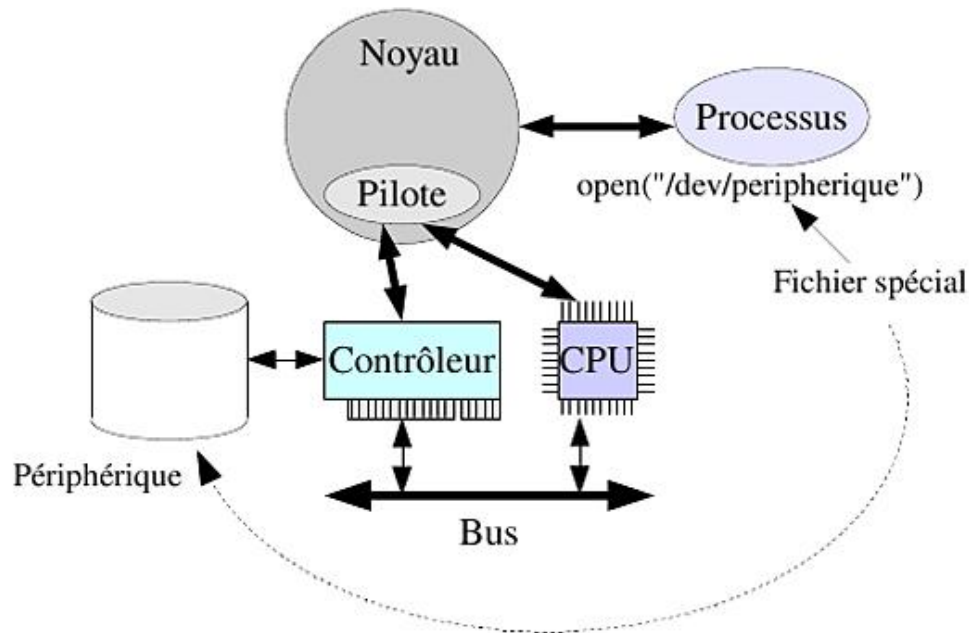 Noyau
Processus
Pilote
open("/dev/peripherique")
Fichier spécial
Contrôleur
CPU
Périphérique
Bus